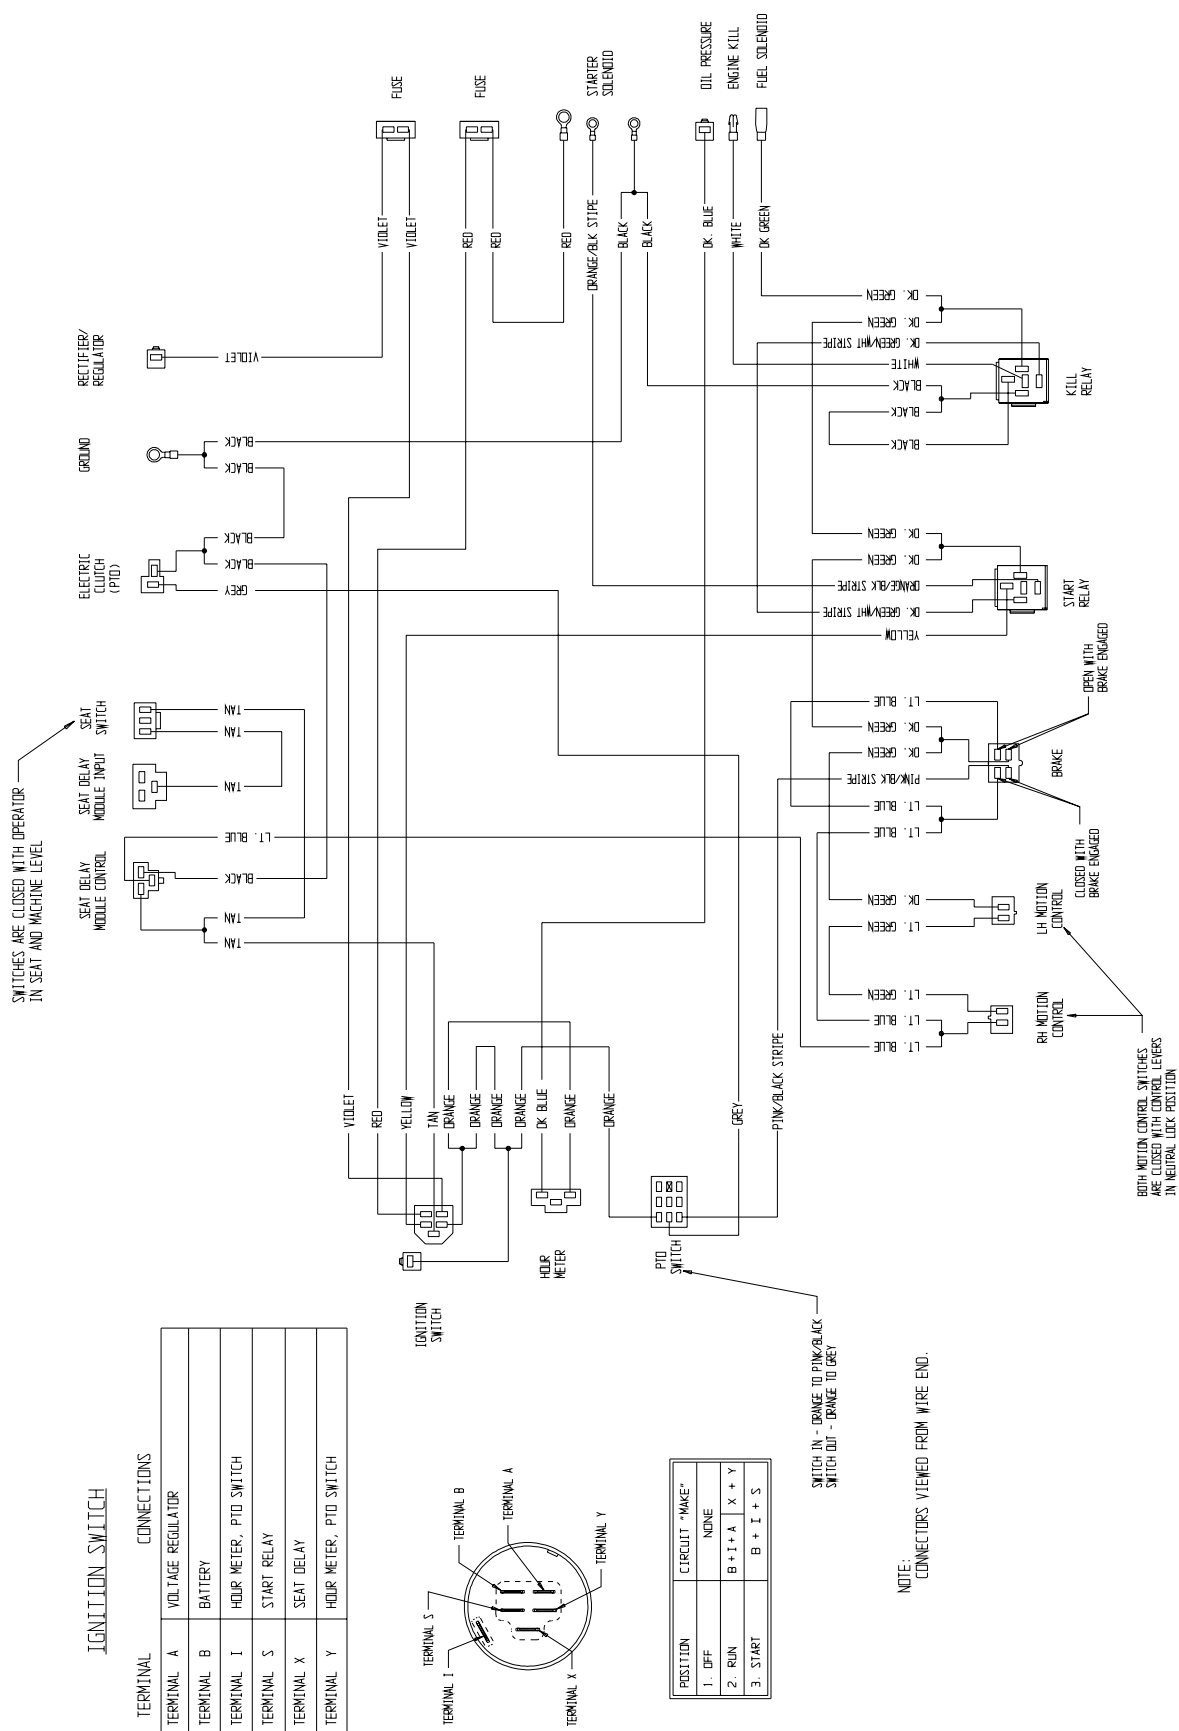 FUSE
FUSE
STARTER
SOLENOID
OIL PRESSURE
ENGINE KILL
FUEL SOLENOID
VIOLET
VIOLET
RED
RED
RED
ORANGE/BLK STIPE
BLACK
BLACK
DK. BLUE
WHITE
DK GREEN
RECTIFIER/
REGULATOR
VIOLET
GROUND
BLACK
BLACK
ELECTRIC
CLUTCH
(PTO)
BLACK
BLACK
GREY
SEAT
SWITCH
TAN
TAN
SEAT DELAY
MODULE INPUT
TAN
LT. BLUE
SEAT DELAY
MODULE CONTROL
BLACK
TAN
TAN
SWITCHES ARE CLOSED WITH OPERATOR
IN SEAT AND MACHINE LEVEL
DK. GREEN
DK. GREEN
DK. GREEN/WHT STRIPE
WHITE
BLACK
BLACK
BLACK
KILL
RELAY
DK. GREEN
DK. GREEN
ORANGE/BLK STRIPE
DK. GREEN/WHT STRIPE
YELLOW
START
RELAY
LT. BLUE
DK. GREEN
DK. GREEN
PINK/BLK STRIPE
LT. BLUE
LT. BLUE
BRAKE
OPEN WITH
BRAKE ENGAGED
CLOSED WITH
BRAKE ENGAGED
DK. GREEN
LT. GREEN
LH MOTION
CONTROL
LT. GREEN
LT. BLUE
LT. BLUE
RH MOTION
CONTROL
BOTH MOTION CONTROL SWITCHES
ARE CLOSED WITH CONTROL LEVERS
IN NEUTRAL LOCK POSITION
VIOLET
RED
YELLOW
TAN
ORANGE
ORANGE
ORANGE
ORANGE
DK BLUE
ORANGE
ORANGE
GREY
PINK/BLACK STRIPE
IGNITION
SWITCH
HOUR
METER
PTO
SWITCH
SWITCH IN - ORANGE TO PINK/BLACK
SWITCH OUT - ORANGE TO GREY
IGNITION SWITCH
TERMINAL CONNECTIONS
TERMINAL A VOLTAGE REGULATOR
TERMINAL B BATTERY
TERMINAL I HOUR METER, PTO SWITCH
TERMINAL S START RELAY
TERMINAL X SEAT DELAY
TERMINAL Y HOUR METER, PTO SWITCH
TERMINAL I
TERMINAL S
TERMINAL B
TERMINAL A
TERMINAL X
TERMINAL Y
POSITION CIRCUIT "MAKE"
1. OFF NONE
2. RUN B+I+A X + Y
3. START B + I + S
NOTE:
CONNECTORS VIEWED FROM WIRE END.